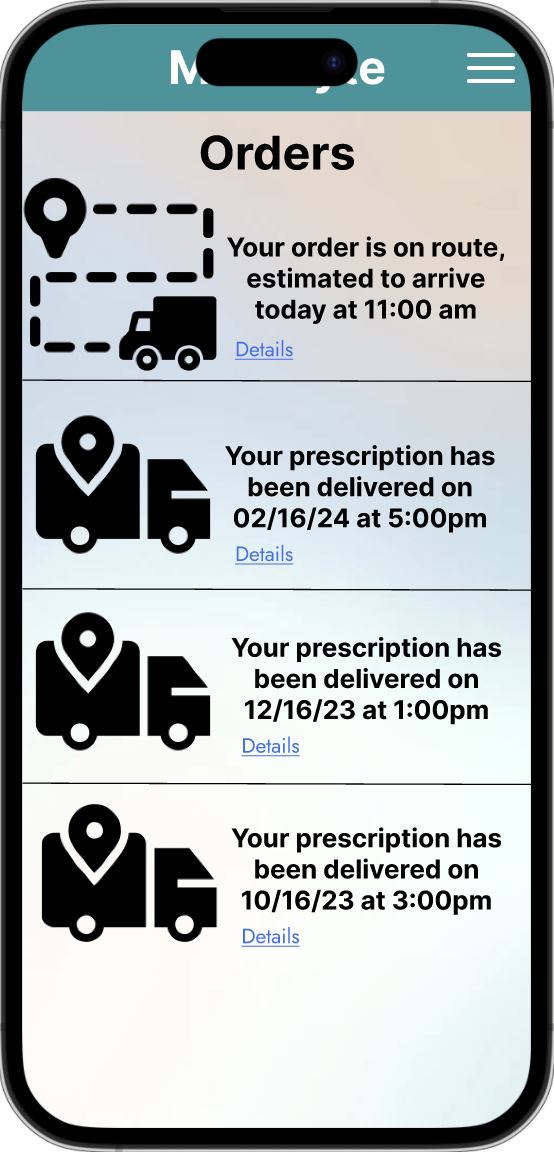 Orders
Your order is on route,
estimated to arrive
today at 11:00 am
Details
Your prescription has
been delivered on
02/16/24 at 5:00pm
Details
Your prescription has
been delivered on
12/16/23 at 1:00pm
Details
Your prescription has
been delivered on
10/16/23 at 3:00pm
Details